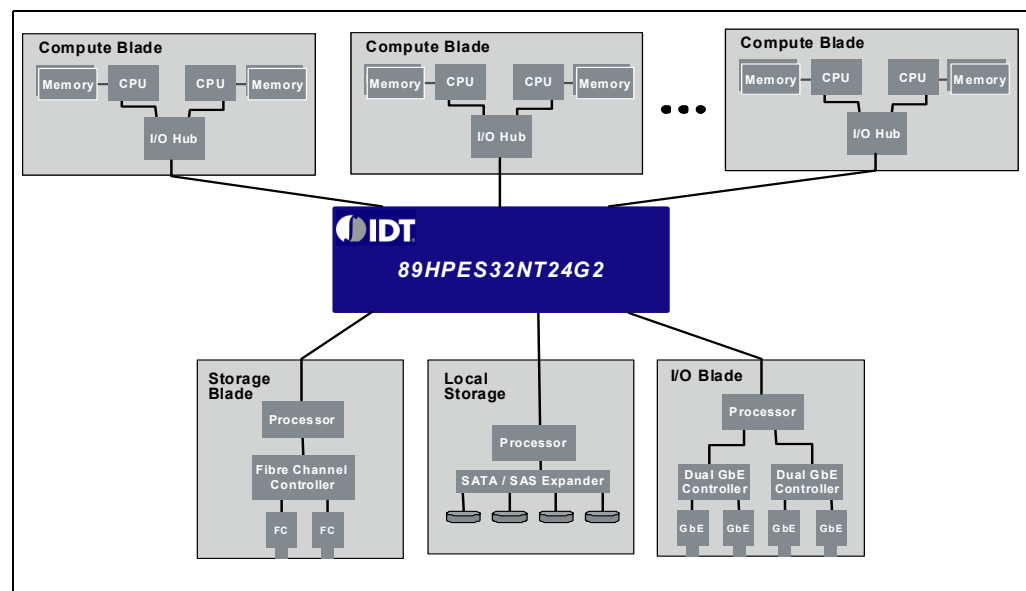 Compute Blade
Memory
CPU
CPU
Memory
I/O Hub
Compute Blade
Memory
CPU
CPU
Memory
I/O Hub
Compute Blade
Memory
CPU
CPU
Memory
I/O Hub
IDT
89HPES32NT24G2
Storage
Blade
Processor
Fibre Channel
Controller
FC
FC
Local
Storage
Processor
SATA / SAS Expander
I/O Blade
Processor
Dual GbE
Controller
Dual GbE
Controller
GbE
GbE
GbE
GbE